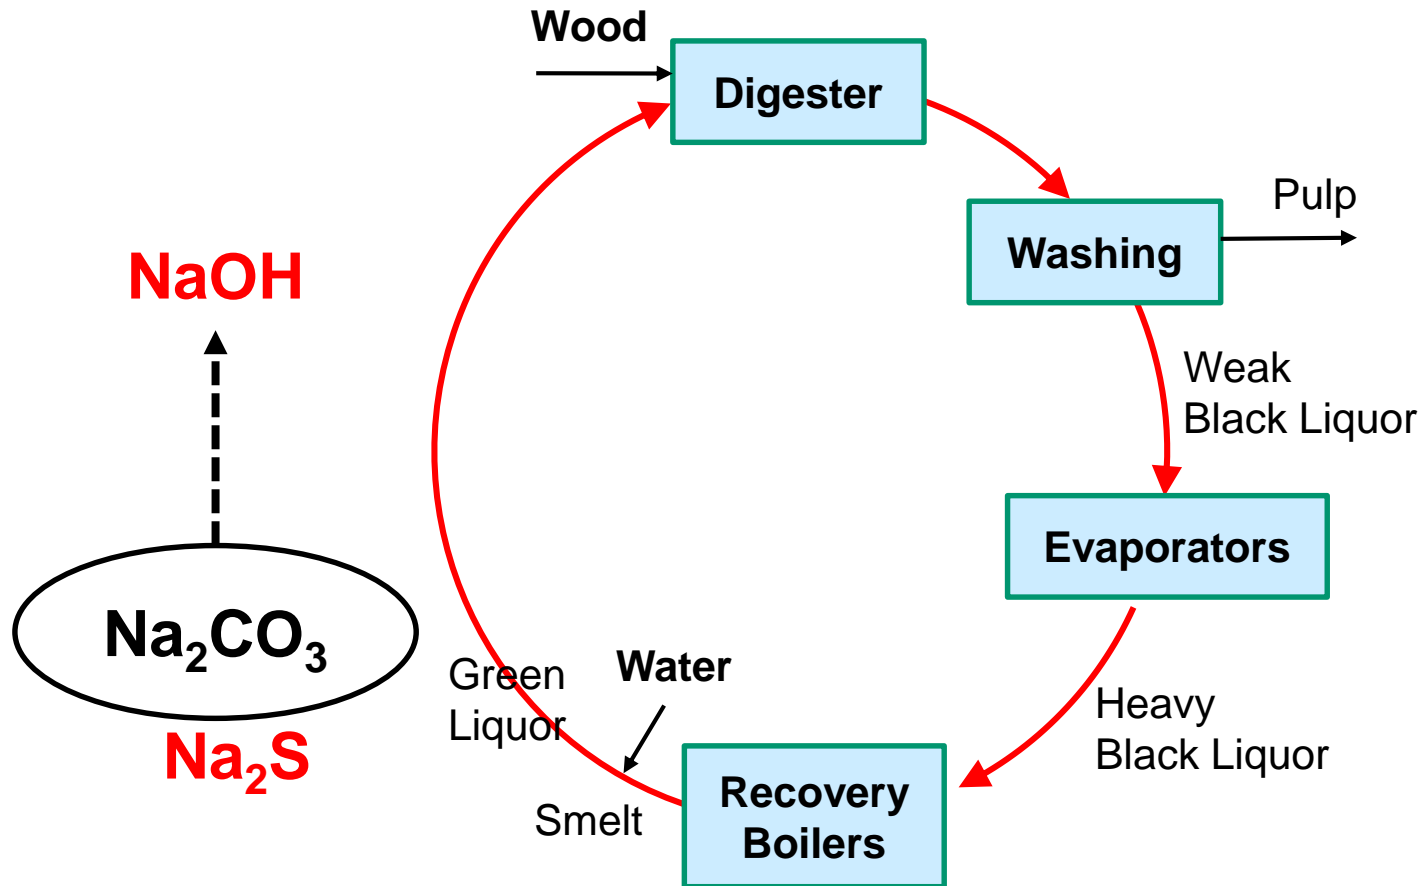 Wood
Digester
Pulp
Washing
NaOH
Weak
Black Liquor
Evaporators
Na₂CO₃
Green
Liquor
Water
Heavy
Black Liquor
Na₂S
Smelt
Recovery
Boilers